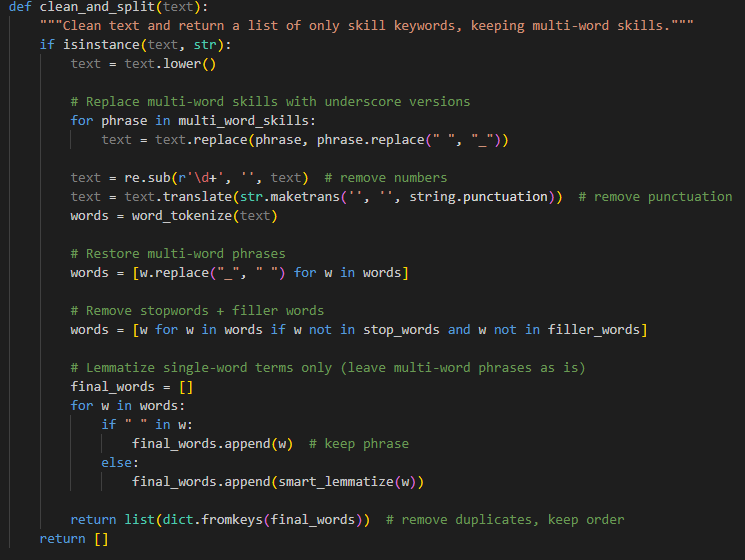 def clean_and_split(text):
    """Clean text and return a list of only skill keywords, keeping multi-word skills."""
    if isinstance(text, str):
        text = text.lower()

        # Replace multi-word skills with underscore versions
        for phrase in multi_word_skills:
            text = text.replace(phrase, phrase.replace(" ", "_"))

        text = re.sub(r'\d+', '', text)  # remove numbers
        text = text.translate(str.maketrans('', '', string.punctuation))  # remove punctuation
        words = word_tokenize(text)

        # Restore multi-word phrases
        words = [w.replace("_", " ") for w in words]

        # Remove stopwords + filler words
        words = [w for w in words if w not in stop_words and w not in filler_words]

        # Lemmatize single-word terms only (leave multi-word phrases as is)
        final_words = []
        for w in words:
            if " " in w:
                final_words.append(w)  # keep phrase
            else:
                final_words.append(smart_lemmatize(w))

        return list(dict.fromkeys(final_words))  # remove duplicates, keep order
    return []